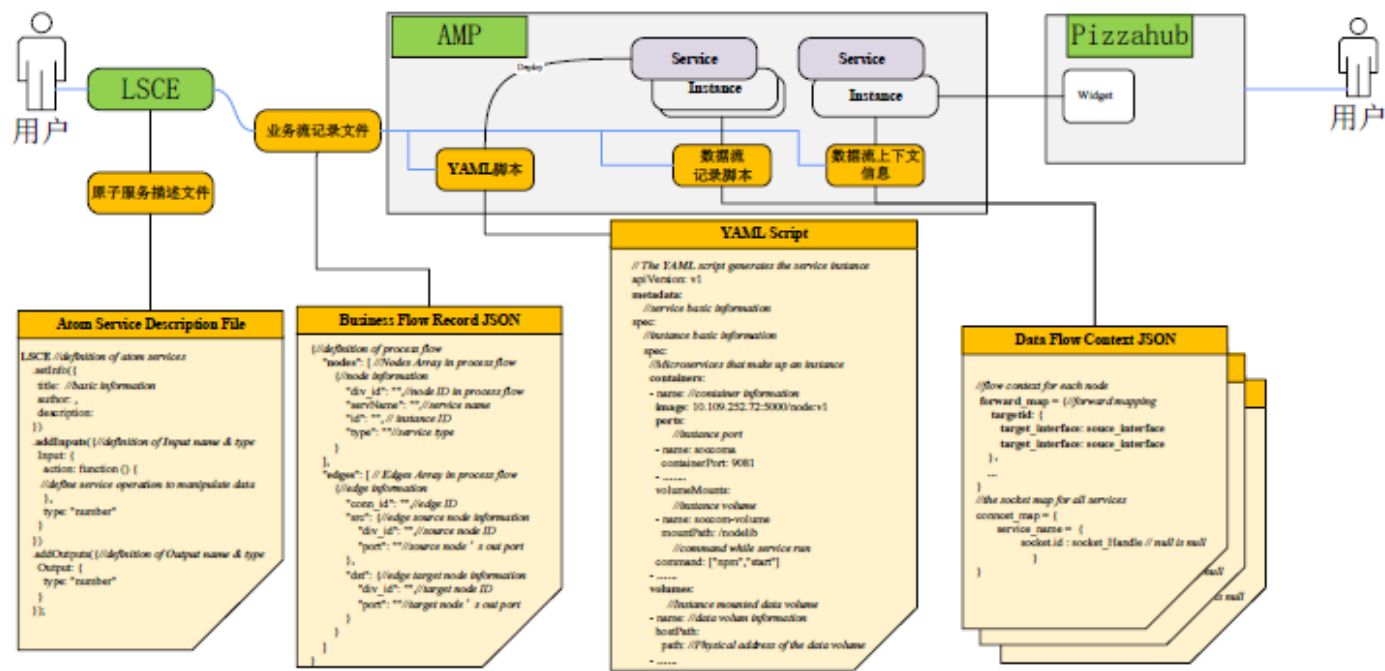 AMP
Pizzahub
Service
Service
Deploy
LSCE
Instance
Instance
Widget
用户
用户
业务流记录文件
YAML脚本
数据流
记录脚本
数据流上下文
信息
原子服务描述文件
Atom Service Description File
LSCE //definition of atom services
.setInfo({
title: //basic information
author: ,
description:
})
.addInputs({//definition of Input name & type
Input: {
action: function () {
//define service operation to manipulate data
},
type: "number"
}
})
.addOutputs({//definition of Output name & type
Output: {
type: "number"
}
});
Business Flow Record JSON
{//definition of process flow
"nodes": [ //Nodes Array in process flow
{//node information
"div_id": "",//node ID in process flow
"servName": "",//service name
"id": "", // instance ID
"type": ""//service type
}
],
"edges": [ // Edges Array in process flow
{//edge information
"conn_id": "",//edge ID
"src": {//edge source node information
"div_id": "",//source node ID
"port": ""//source node ' s out port
},
"dst": {//edge target node information
"div_id": "",//target node ID
"port": ""//target node ' s out port
}
}
]
}
YAML Script
// The YAML script generates the service instance
apiVersion: v1
metadata:
//service basic information
spec:
//instance basic information
spec:
//Microservices that make up an instance
containers:
- name: //container information
image: 10.109.252.72:5000/node:v1
ports:
//Instance port
- name: soccoma
containerPort: 9081
- ......
volumeMounts:
//Instance volume
- name: soccom-volume
mountPath: /nodelib
//command while service run
command: ["npm","start"]
- ......
volumes:
//Instance mounted data volume
- name: //data volum information
hostPath:
path: //Physical address of the data volume
- ......
Data Flow Context JSON
//flow context for each node
forward_map = {//forward mapping
targetid: {
target_interface: souce_interface
target_interface: souce_interface
},
...
}
//the socket map for all services
conncet_map = {
service_name = {
socket.id : socket_Handle // null is null
}
}
null
is null